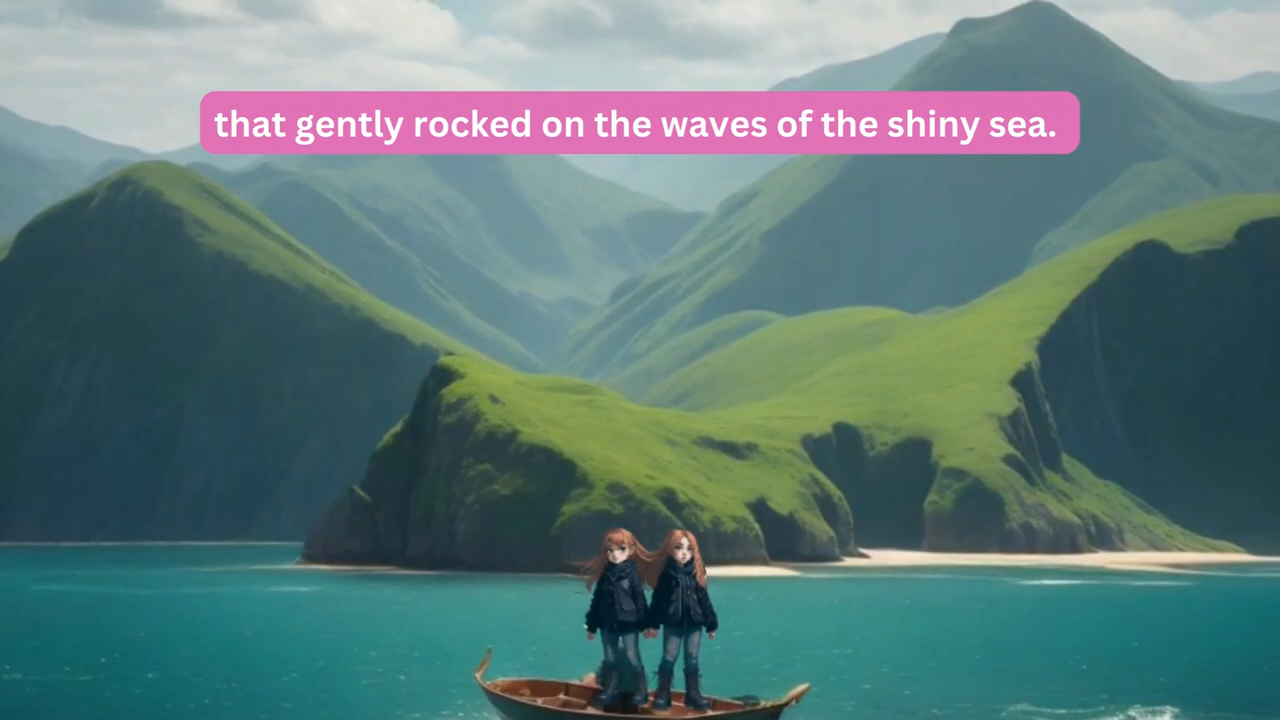 that gently rocked on the waves of the shiny sea.